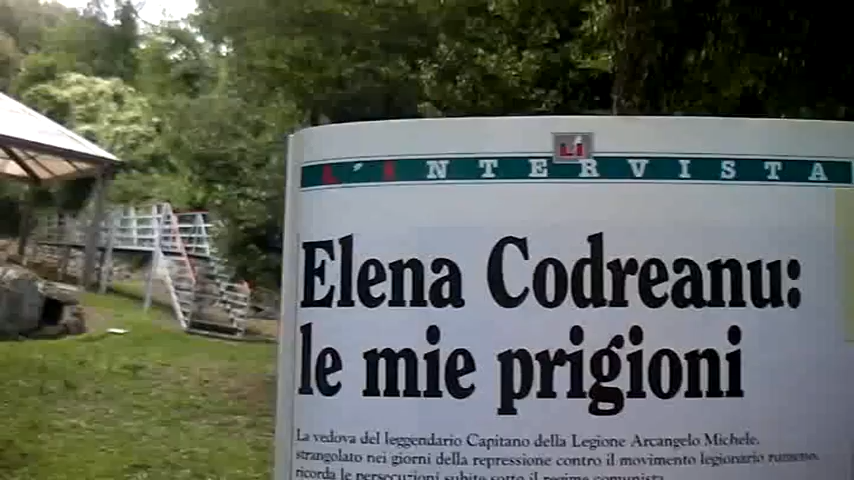 L'INTERVISTA
Elena Codreanu:
le mie prigioni
La vedova del leggendario Capitano della Legione Arcangelo Michele,
strangolato nei giorni della repressione contro il movimento legionario rumeno,
ricorda le persecuzioni subite sotto il regime comunista